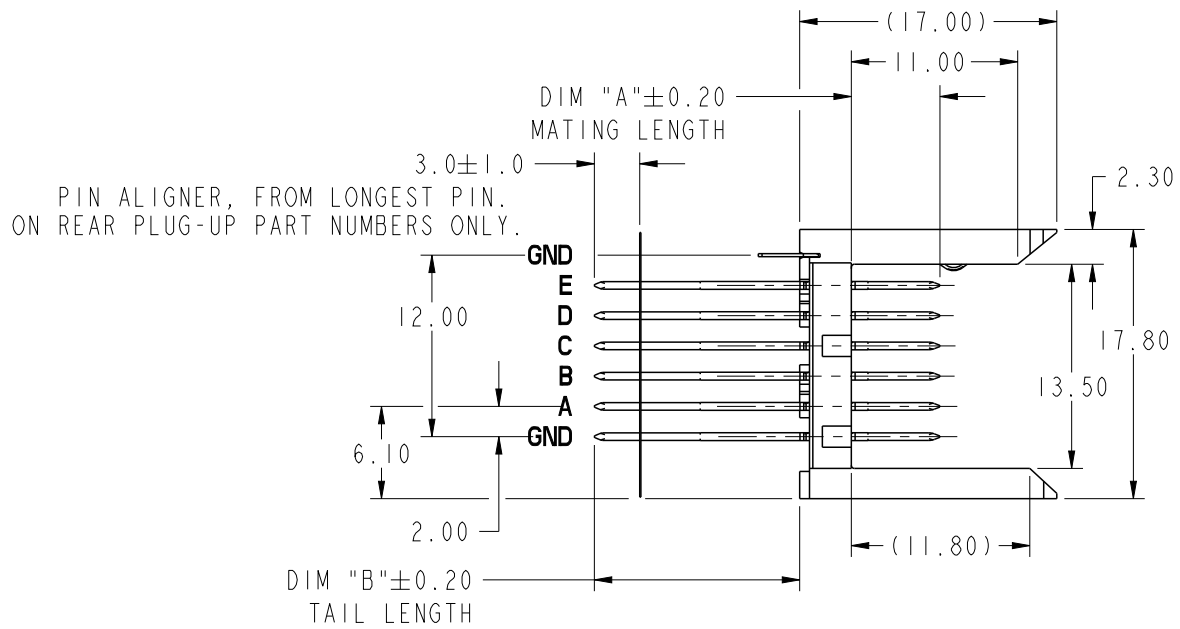 (17.00)
11.00
DIM "A"±0.20
MATING LENGTH
3.0±1.0
2.30
PIN ALIGNER, FROM LONGEST PIN.
ON REAR PLUG-UP PART NUMBERS ONLY.
GND
E
D
12.00
C
17.80
B
13.50
A
GND
6.10
2.00
(11.80)
DIM "B"±0.20
TAIL LENGTH